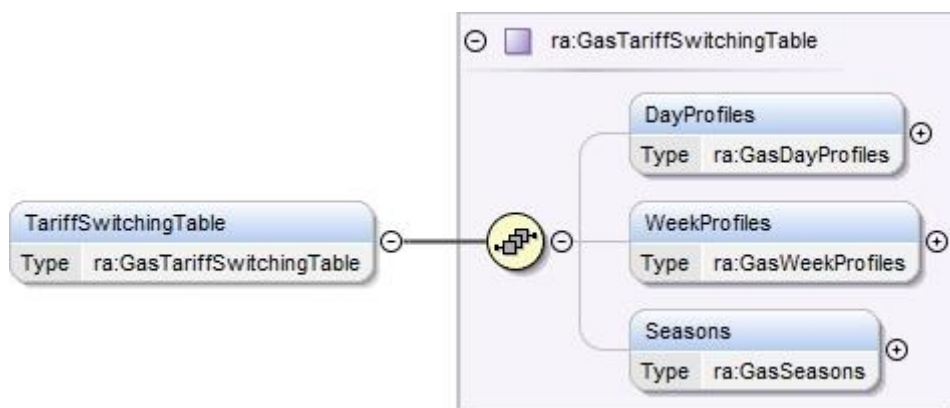 ra:GasTariffSwitchingTable
DayProfiles
Type ra:GasDayProfiles
TariffSwitchingTable
Type ra:GasTariffSwitchingTable
WeekProfiles
Type ra:GasWeekProfiles
Seasons
Type ra:GasSeasons